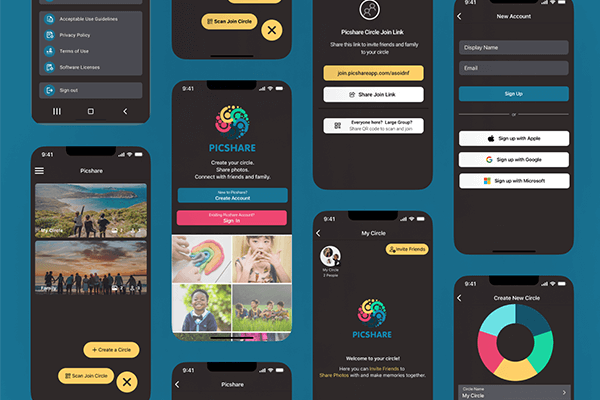 Acceptable Use Guidelines
Privacy Policy
Terms of Use
Software Licenses
Sign out
9:41
Picshare
My Circle
+ Create a Circle
Scan Join Circle
Scan Join Circle
9:41
PICSHARE
Create your circle.
Share photos.
Connect with friends and family.
New to Picshare?
Create Account
Existing Picshare Account?
Sign In
9:41
Picshare
Picshare Circle Join Link
Share this link to invite friends and family
to your circle
join.picshareapp.com/asoidnf
Share Join Link
Everyone here? Large Group?
Share QR code to scan and join
9:41
My Circle
Invite Friends
My Circle
2 People
PICSHARE
Welcome to your circle!
Here you can Invite Friends to
Share Photos with and make memories together.
9:41
New Account
Display Name
Email
Sign Up
or
Sign up with Apple
Sign up with Google
Sign up with Microsoft
9:41
Create New Circle
Circle Name
My Circle